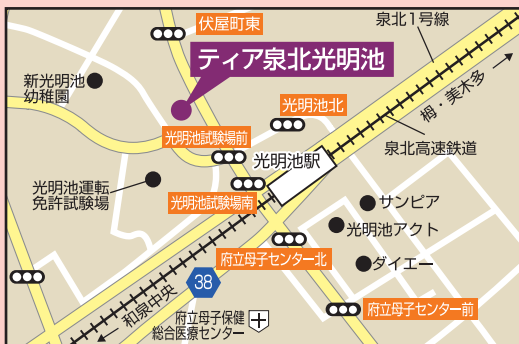 伏屋町東
泉北1号線
ティア泉北光明池
新光明池
幼稚園
栂・美木多
光明池北
光明池試験場前
泉北高速鉄道
光明池駅
光明池運転
免許試験場
光明池試験場南
サンピア
光明池アクト
府立母子センター北
ダイエー
38
和泉中央
府立母子保健
総合医療センター
府立母子センター前